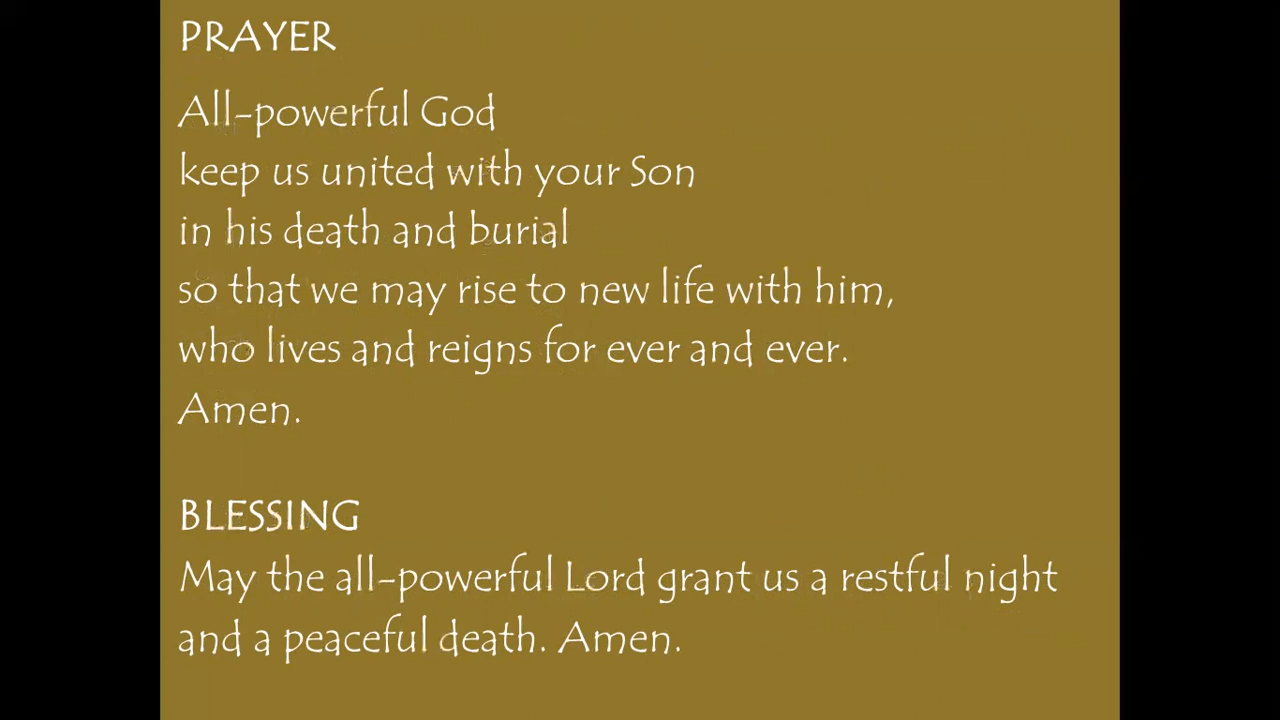 PRAYER
All-powerful God
keep us united with your Son
in his death and burial
so that we may rise to new life with him,
who lives and reigns for ever and ever.
Amen.
BLESSING
May the all-powerful Lord grant us a restful night
and a peaceful death. Amen.